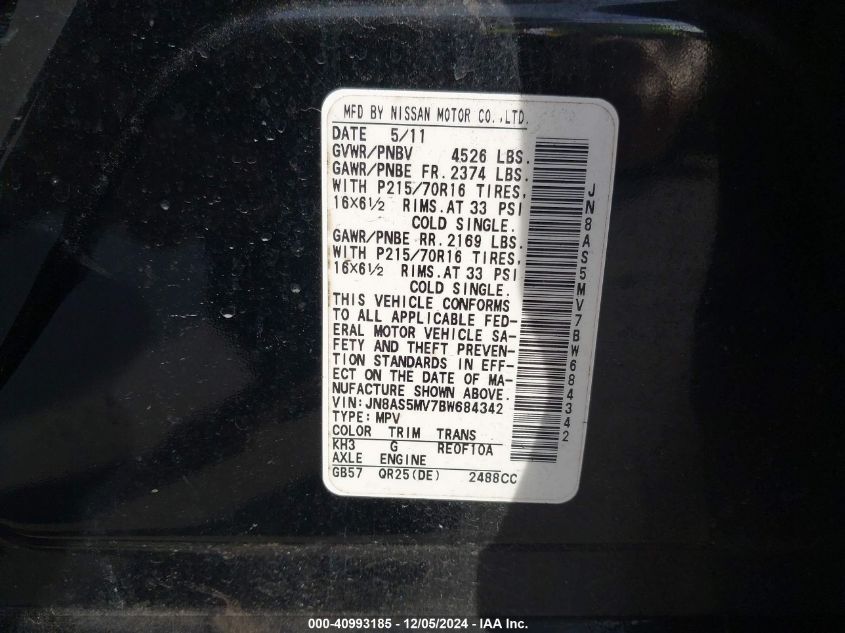 MFD BY NISSAN MOTOR CO.,LTD.
DATE 5/11
GVWR/PNBV 4526 LBS.
GAWR/PNBE FR. 2374 LBS.
WITH P215/70R16 TIRES,
16X6½ RIMS.AT 33 PSI
COLD SINGLE.
GAWR/PNBE RR. 2169 LBS.
WITH P215/70R16 TIRES,
16X6½ RIMS.AT 33 PSI
COLD SINGLE.
THIS VEHICLE CONFORMS
TO ALL APPLICABLE FED-
ERAL MOTOR VEHICLE SA-
FETY AND THEFT PREVEN-
TION STANDARDS IN EFF-
ECT ON THE DATE OF MA-
NUFACTURE SHOWN ABOVE.
VIN:JN8AS5MV7BW684342
TYPE:MPV
COLOR TRIM TRANS
KH3 G RE0F10A
AXLE ENGINE
GB57 QR25(DE) 2488CC
JN8AS5MV7BW684342
000-40993185 - 12/05/2024 - IAA Inc.